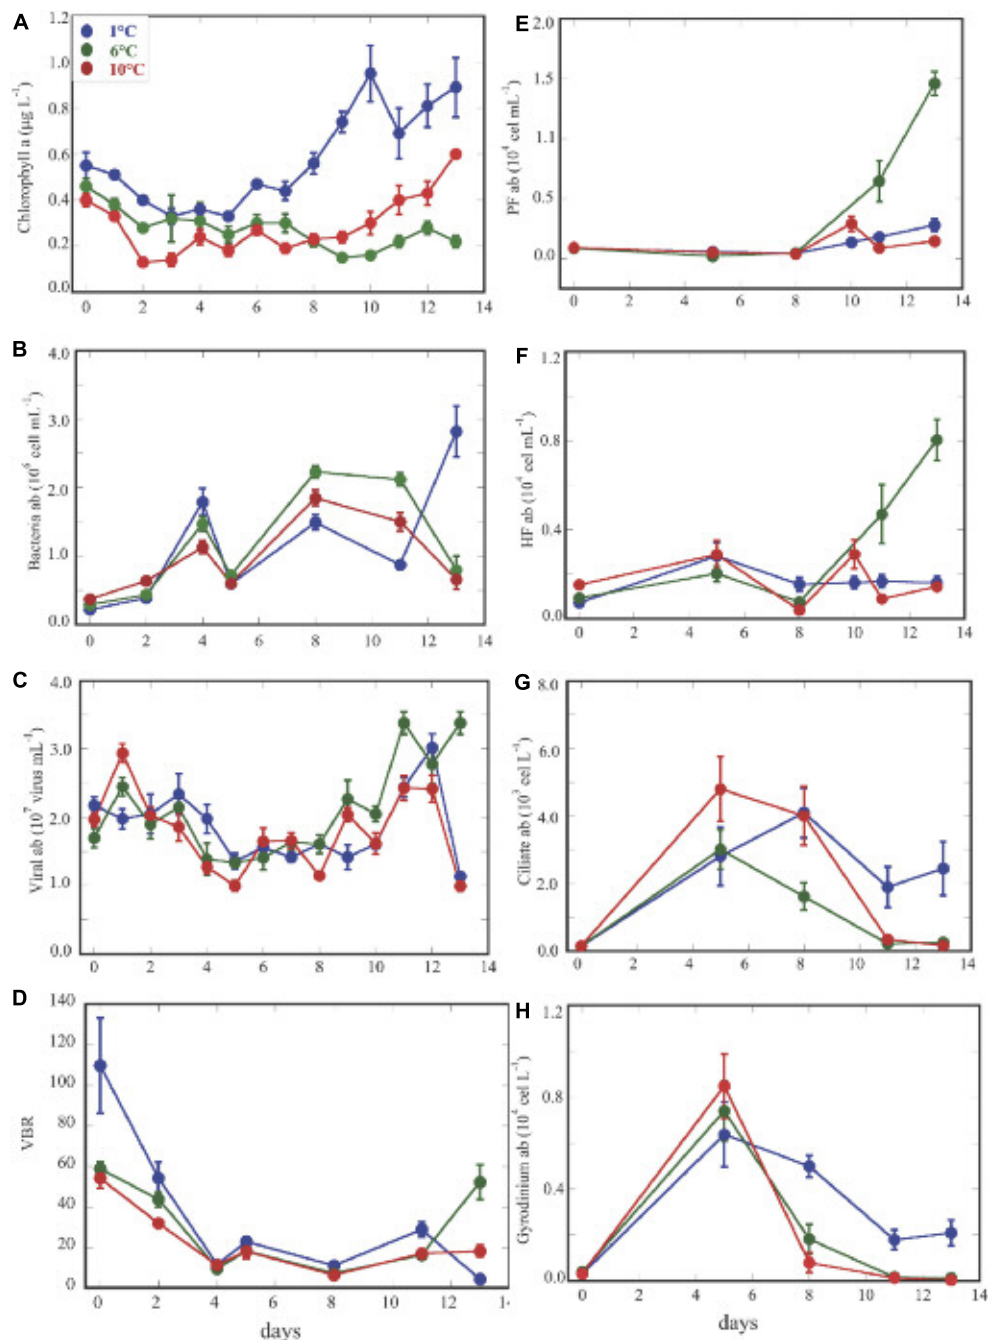 A
1.2
1°C
6°C
10°C
1.0
0.8
0.6
0.4
0.2
0.0
Chlorophyll a (µg L⁻¹)
0 2 4 6 8 10 12 14
B
4.0
3.0
2.0
1.0
0.0
Bacteria ab (10⁶ cell mL⁻¹)
0 2 4 6 8 10 12 14
C
4.0
3.0
2.0
1.0
0.0
Viral ab (10⁷ virus mL⁻¹)
0 2 4 6 8 10 12 14
D
140
120
100
80
60
40
20
0
VBR
0 2 4 6 8 10 12
days
E
2.0
1.5
1.1
0.5
0.0
PF ab (10⁴ cel mL⁻¹)
0 2 4 6 8 10 12 14
F
1.2
0.8
0.4
0.0
HF ab (10⁴ cel mL⁻¹)
0 2 4 6 8 10 12 14
G
8.0
6.0
4.0
2.0
0.0
Ciliate ab (10³ cel L⁻¹)
0 2 4 6 8 10 12 14
H
1.2
0.8
0.4
0.0
Gyrodinium ab (10⁴ cel L⁻¹)
0 2 4 6 8 10 12 14
days